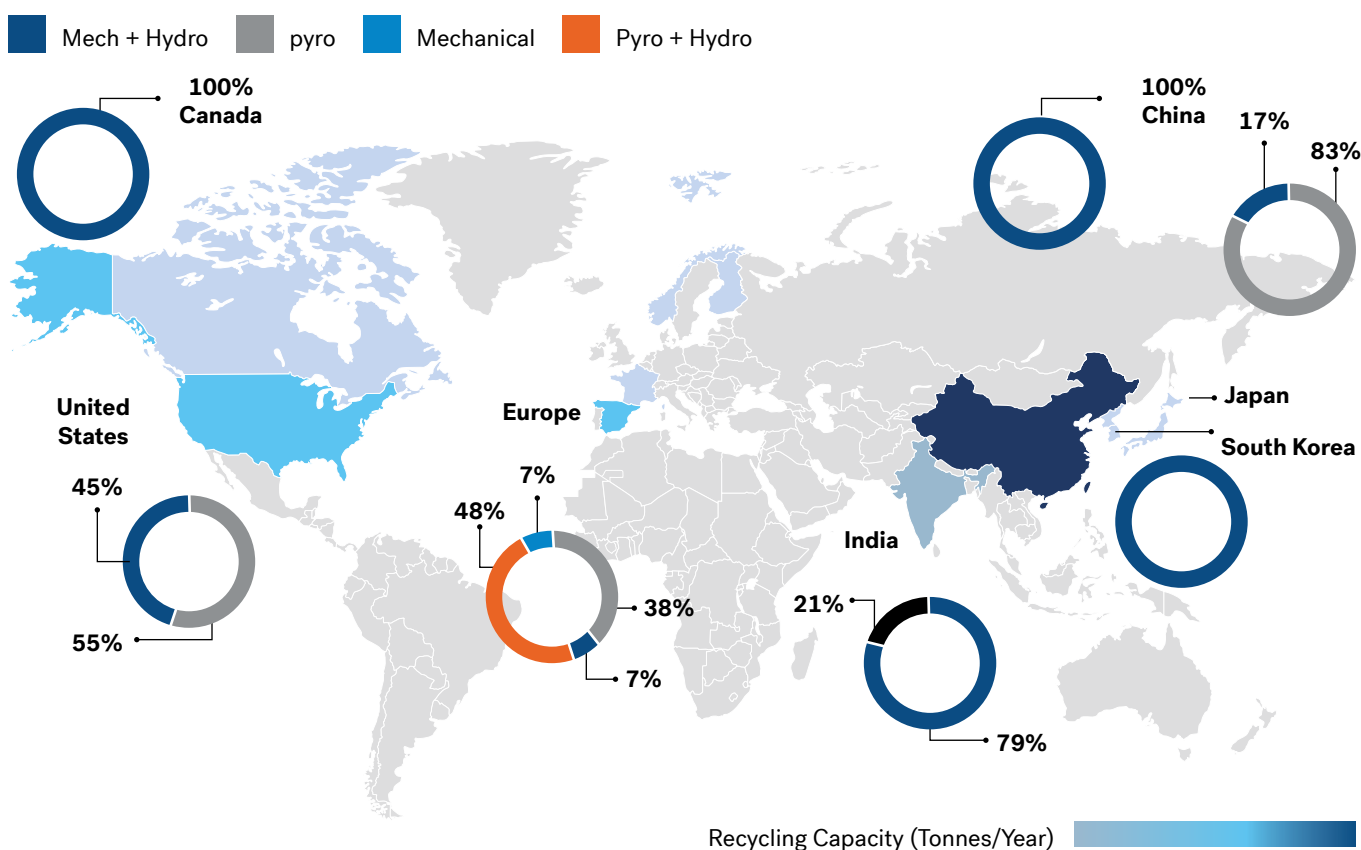 Mech + Hydro
pyro
Mechanical
Pyro + Hydro
100%
Canada
100%
China
17%
83%
United
States
45%
55%
Europe
7%
48%
38%
7%
Japan
South Korea
India
21%
79%
Recycling Capacity (Tonnes/Year)